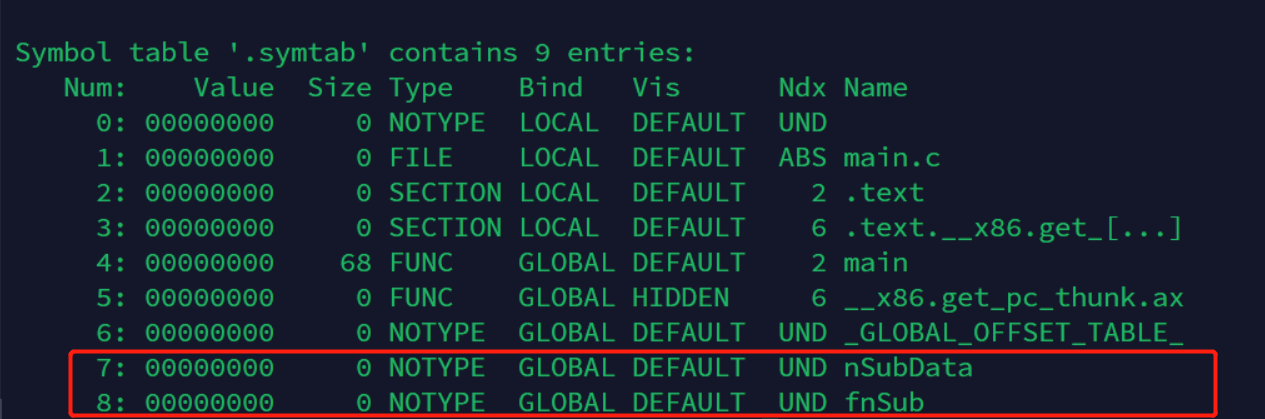 Symbol table '.symtab' contains 9 entries:
   Num:    Value  Size Type    Bind   Vis      Ndx Name
     0: 00000000     0 NOTYPE  LOCAL  DEFAULT  UND
     1: 00000000     0 FILE    LOCAL  DEFAULT  ABS main.c
     2: 00000000     0 SECTION LOCAL  DEFAULT    2 .text
     3: 00000000     0 SECTION LOCAL  DEFAULT    6 .text.__x86.get_[...]
     4: 00000000    68 FUNC    GLOBAL DEFAULT    2 main
     5: 00000000     0 FUNC    GLOBAL HIDDEN     6 __x86.get_pc_thunk.ax
     6: 00000000     0 NOTYPE  GLOBAL DEFAULT  UND _GLOBAL_OFFSET_TABLE_
     7: 00000000     0 NOTYPE  GLOBAL DEFAULT  UND nSubData
     8: 00000000     0 NOTYPE  GLOBAL DEFAULT  UND fnSub